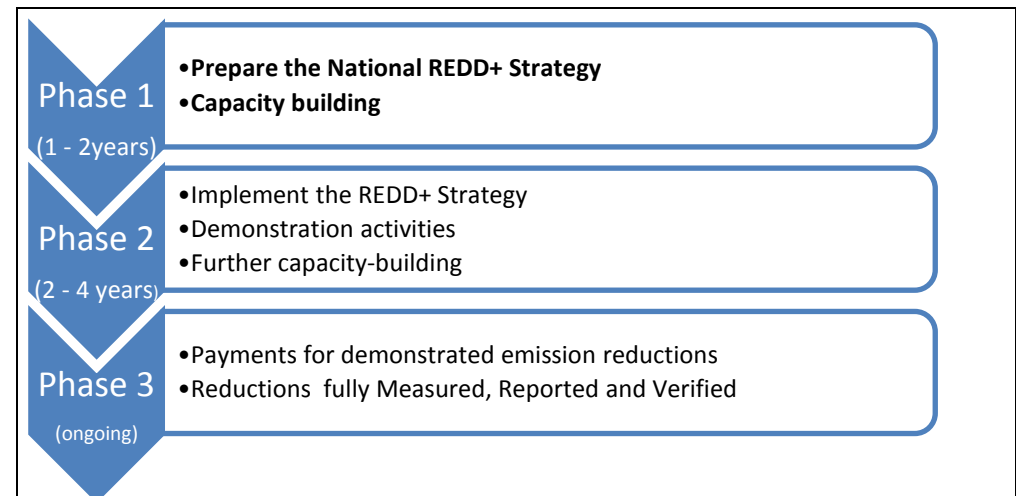 Phase 1
(1 - 2years)
•Prepare the National REDD+ Strategy
•Capacity building
Phase 2
(2 - 4 years)
•Implement the REDD+ Strategy
•Demonstration activities
•Further capacity-building
Phase 3
(ongoing)
•Payments for demonstrated emission reductions
•Reductions  fully Measured, Reported and Verified